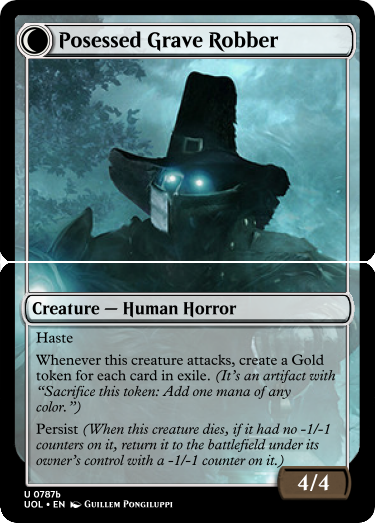 Posessed Grave Robber
Creature — Human Horror
Haste
Whenever this creature attacks, create a Gold
token for each card in exile. (It's an artifact with
“Sacrifice this token: Add one mana of any
color.”)
Persist (When this creature dies, if it had no -1/-1
counters on it, return it to the battlefield under its
owner's control with a -1/-1 counter on it.)
4/4
U 0787b
UOL • EN Guillem Pongiluppi